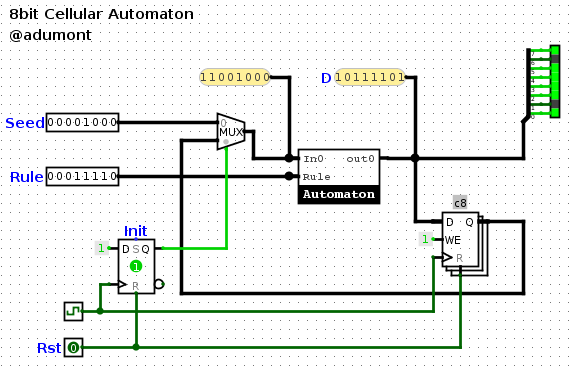 8bit Cellular Automaton
@adumont
11001000
D 10111101
Seed 00001000
0
MUX
In0 out0
Rule 00011110
Rule
Automaton
c8
Init
D Q
1 D S Q
1 WE
1
R
R
Rst 0